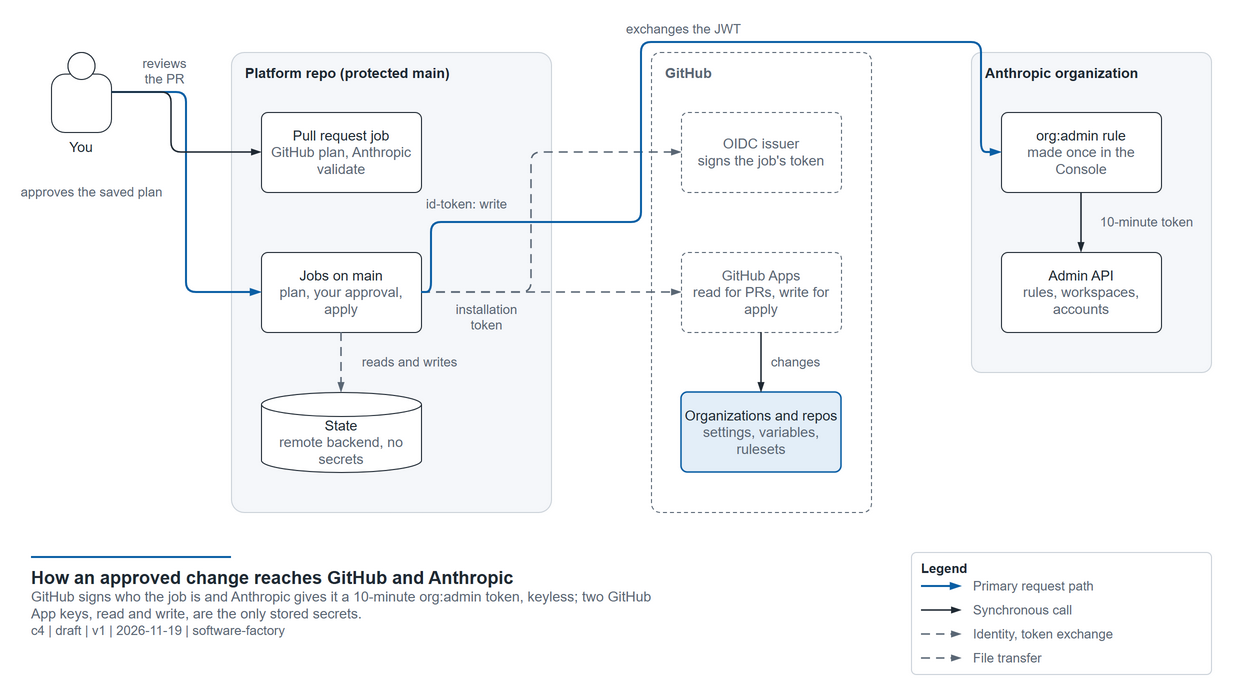 exchanges the JWT
reviews
the PR
You
approves the saved plan
Platform repo (protected main)
Pull request job
GitHub plan, Anthropic
validate
id-token: write
Jobs on main
plan, your approval,
apply
installation
token
reads and writes
State
remote backend, no
secrets
GitHub
OIDC issuer
signs the job's token
GitHub Apps
read for PRs, write for
apply
changes
Organizations and repos
settings, variables,
rulesets
Anthropic organization
org:admin rule
made once in the
Console
10-minute token
Admin API
rules, workspaces,
accounts
How an approved change reaches GitHub and Anthropic
GitHub signs who the job is and Anthropic gives it a 10-minute org:admin token, keyless; two GitHub
App keys, read and write, are the only stored secrets.
c4 | draft | v1 | 2026-11-19 | software-factory
Legend
Primary request path
Synchronous call
Identity, token exchange
File transfer